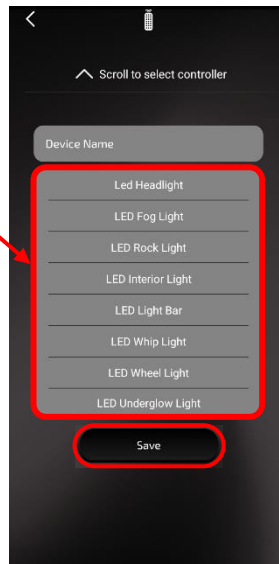 Scroll to select controller
Device Name
Led Headlight
LED Fog Light
LED Rock Light
LED Interior Light
LED Light Bar
LED Whip Light
LED Wheel Light
LED Underglow Light
Save